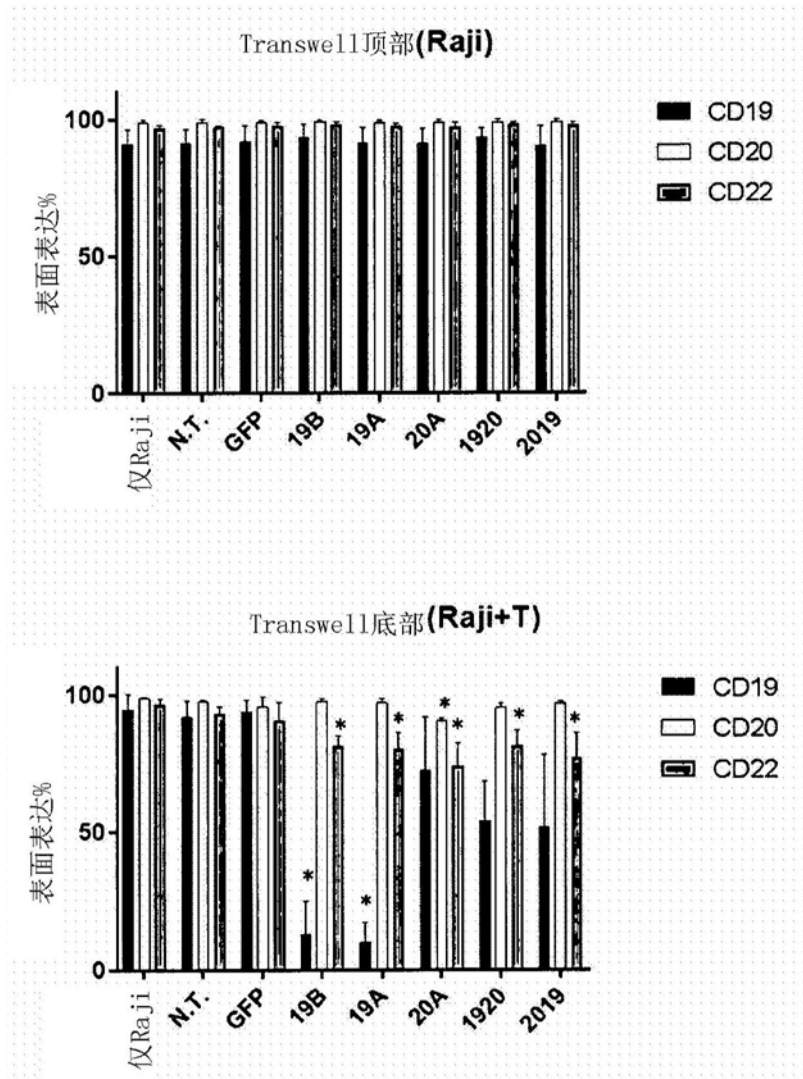 Transwell顶部(Raji)
100
50
0
表面表达%
CD19
CD20
CD22
仅Raji
N.T.
GFP
19B
19A
20A
1920
2019
Transwell底部(Raji+T)
100
50
0
表面表达%
CD19
CD20
CD22
* * * * * * * *
仅Raji
N.T.
GFP
19B
19A
20A
1920
2019